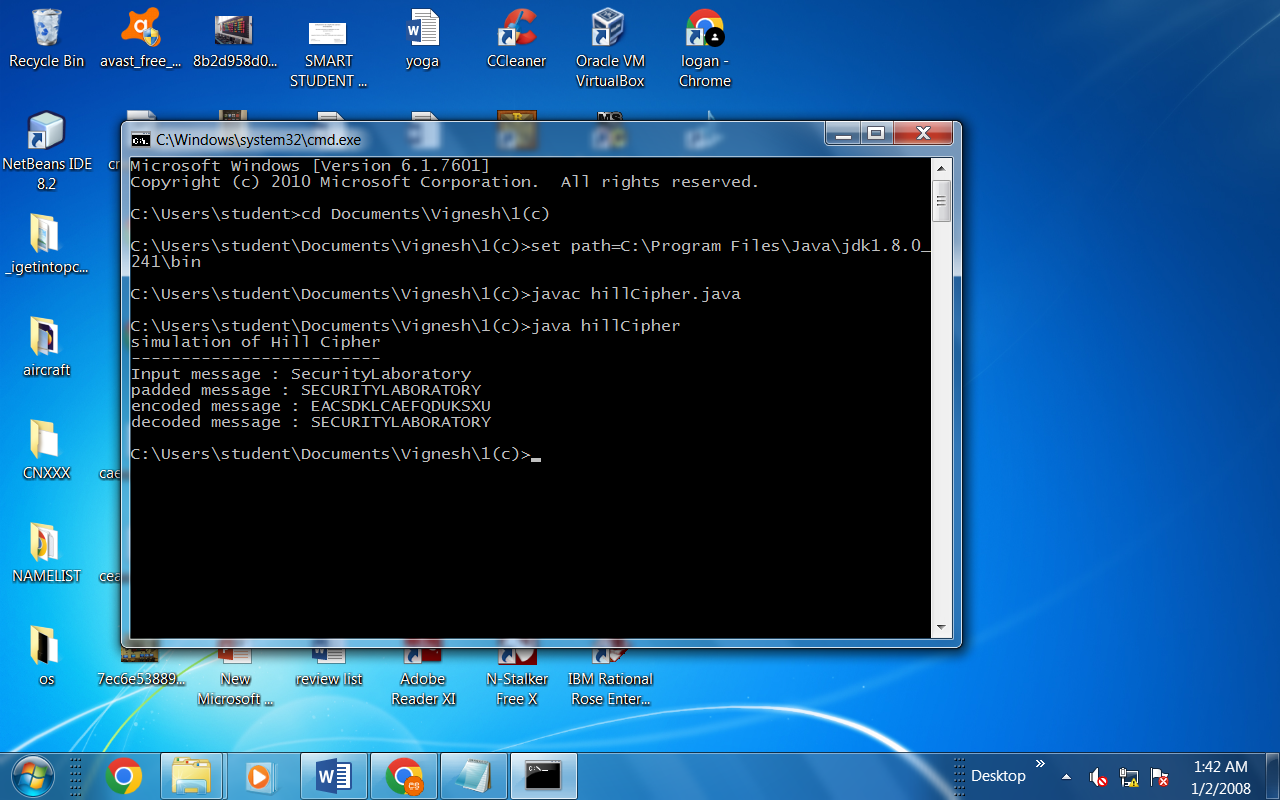 Recycle Bin
avast_free_...
8b2d958d0...
SMART
STUDENT ...
yoga
CCleaner
Oracle VM
VirtualBox
logan -
Chrome
NetBeans IDE
8.2
_igetintopc...
aircraft
CNXXX
NAMELIST
os
C:\Windows\system32\cmd.exe
Microsoft Windows [Version 6.1.7601]
Copyright (c) 2010 Microsoft Corporation.  All rights reserved.
C:\Users\student>cd Documents\Vignesh\1(c)
C:\Users\student\Documents\Vignesh\1(c)>set path=C:\Program Files\Java\jdk1.8.0_
241\bin
C:\Users\student\Documents\Vignesh\1(c)>javac hillCipher.java
C:\Users\student\Documents\Vignesh\1(c)>java hillCipher
simulation of Hill Cipher
-------------------------
Input message : SecurityLaboratory
padded message : SECURITYLABORATORY
encoded message : EACSDKLCAEFQDUKSXU
decoded message : SECURITYLABORATORY
C:\Users\student\Documents\Vignesh\1(c)>
7ec6e53889...
New
Microsoft ...
review list
Adobe
Reader XI
N-Stalker
Free X
IBM Rational
Rose Enter...
Desktop
1:42 AM
1/2/2008